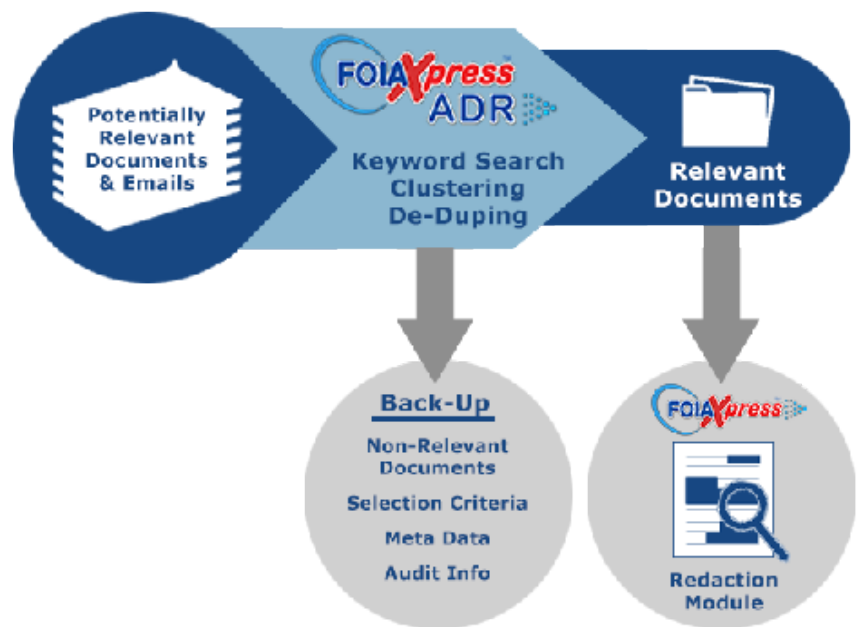 Potentially
Relevant
Documents
& Emails
FOIAXpress™
ADR
Keyword Search
Clustering
De-Duping
Relevant
Documents
Back-Up
Non-Relevant
Documents
Selection Criteria
Meta Data
Audit Info
FOIAXpress
Redaction
Module